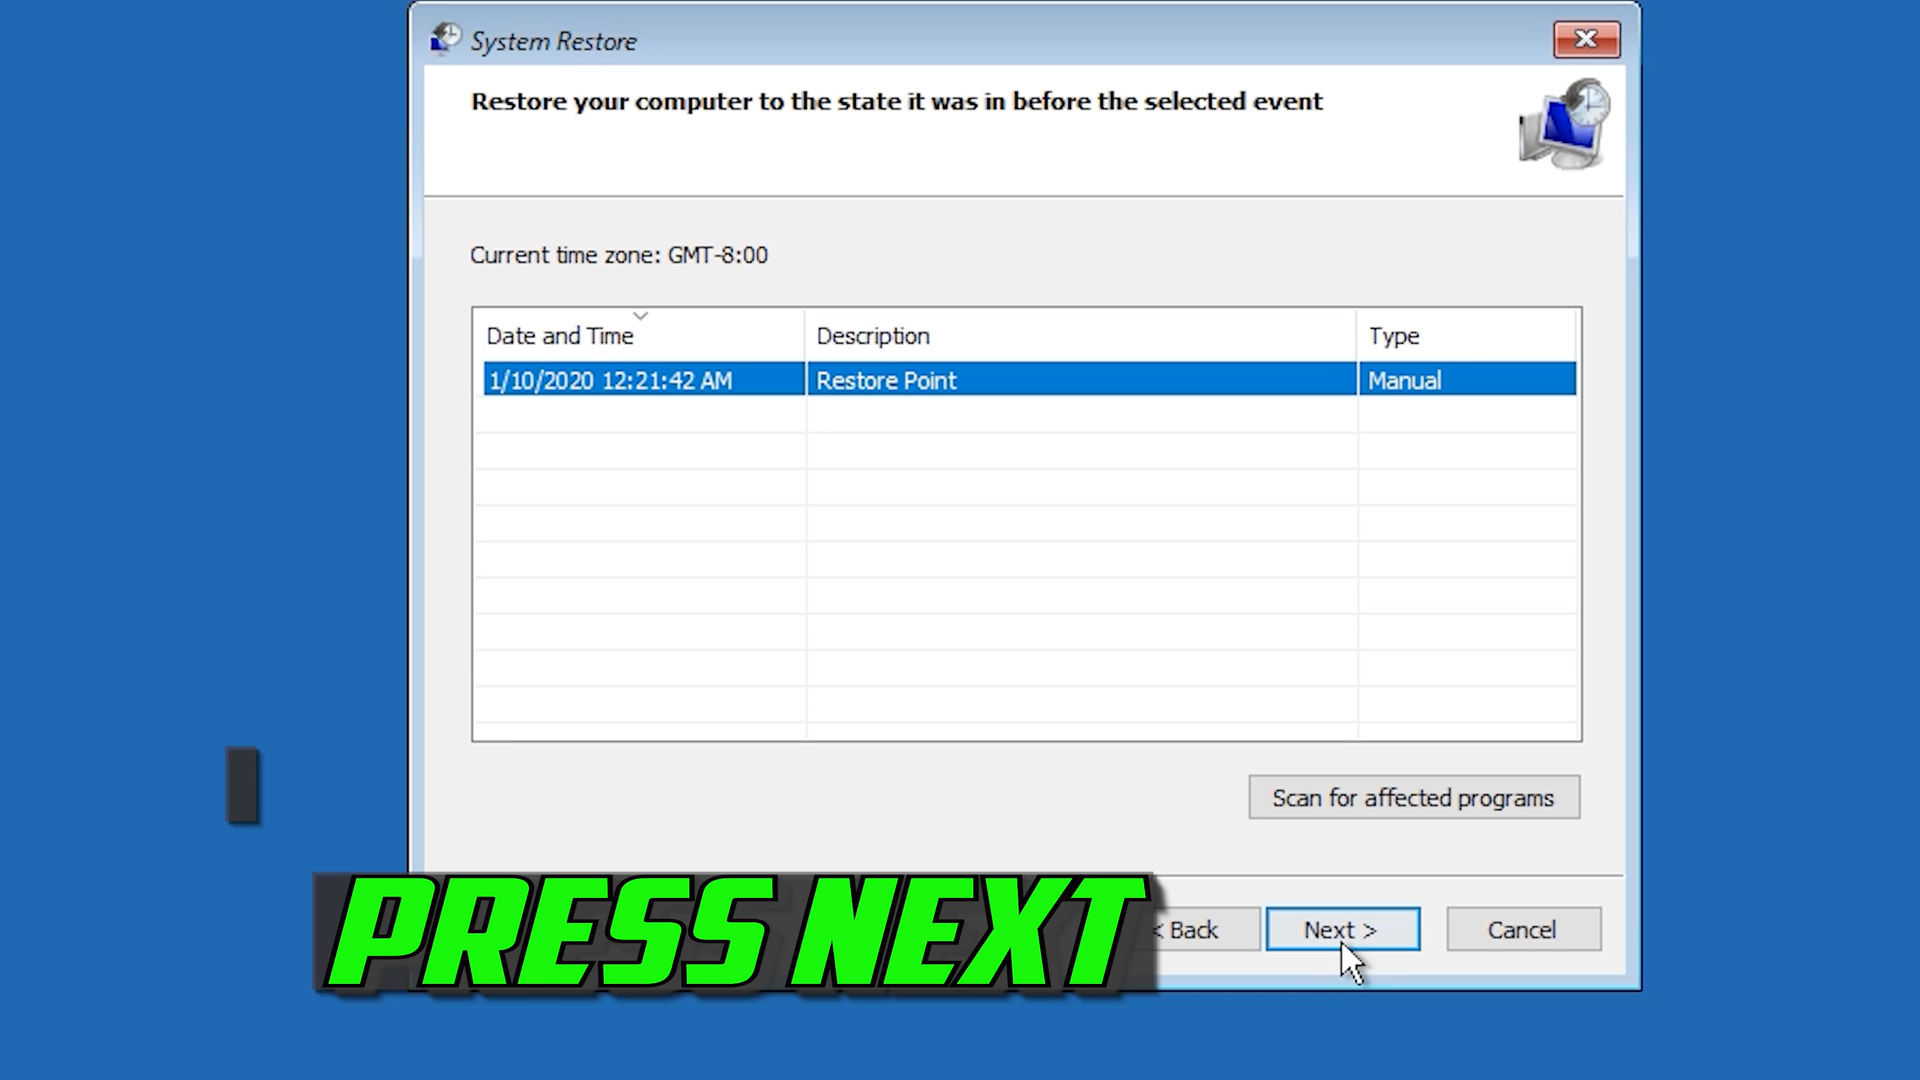 System Restore
Restore your computer to the state it was in before the selected event
Current time zone: GMT-8:00
Date and Time Description Type
1/10/2020 12:21:42 AM Restore Point Manual
Scan for affected programs
PRESS NEXT
< Back Next > Cancel